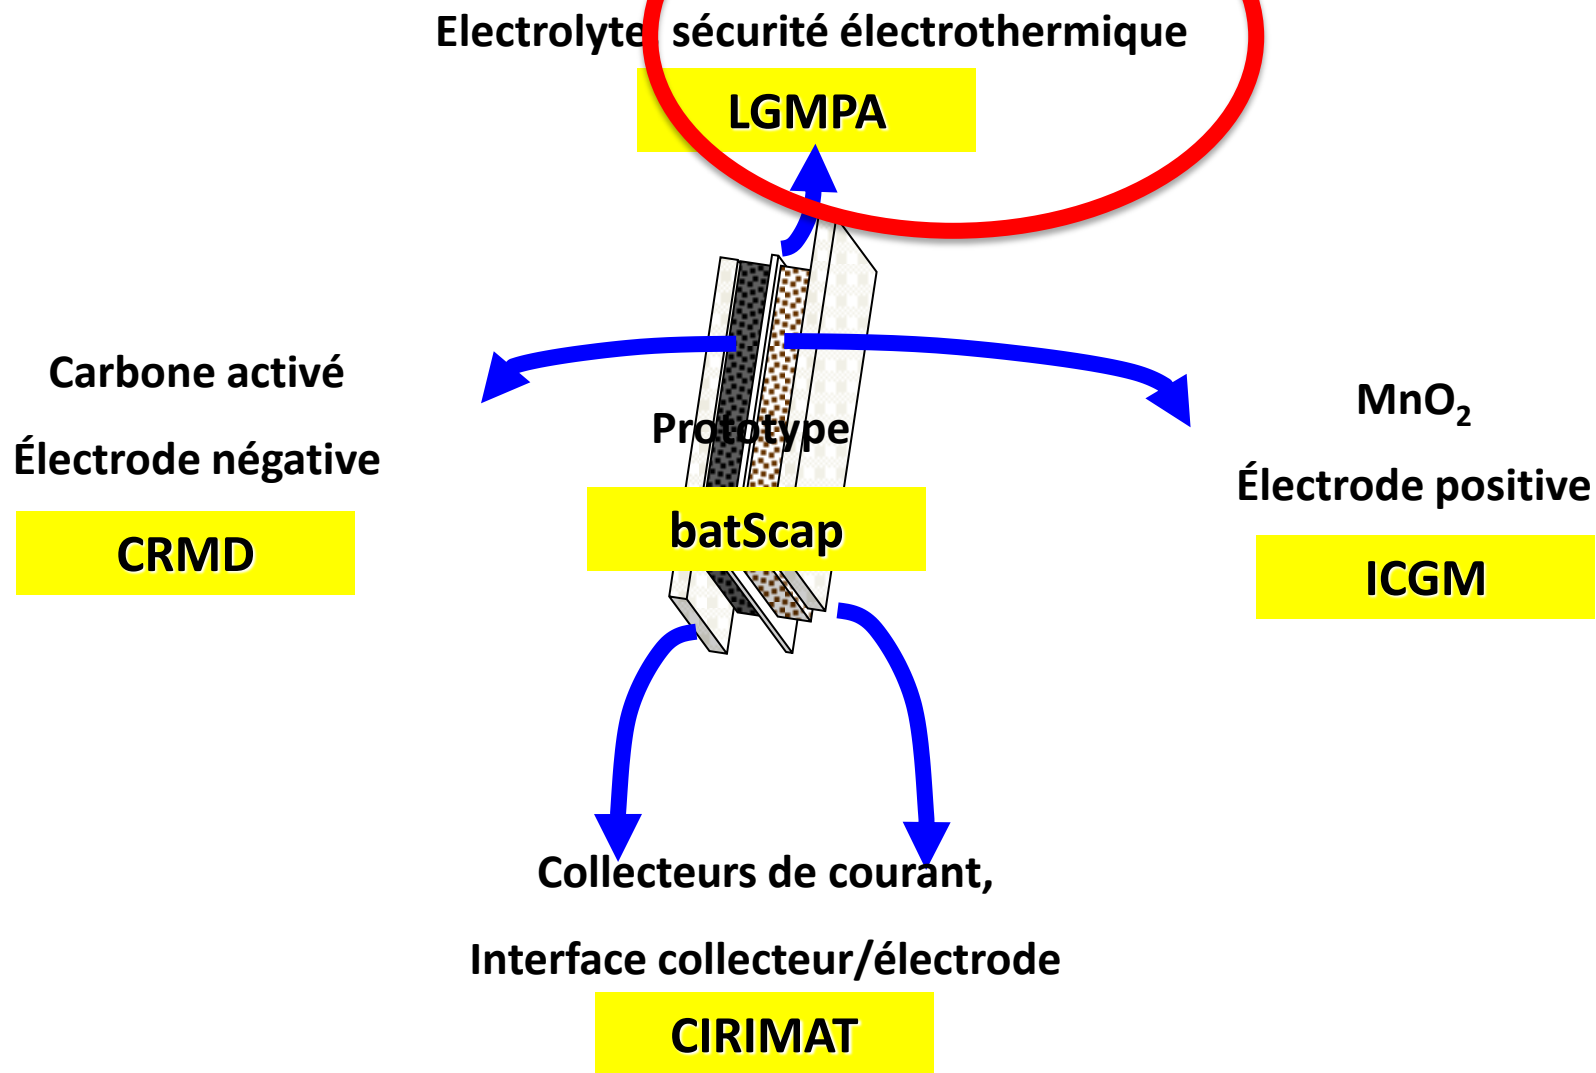 Electrolyte, sécurité électrothermique
LGMPA
Carbone activé
Électrode négative
CRMD
Prototype
batScap
MnO₂
Électrode positive
ICGM
Collecteurs de courant,
Interface collecteur/électrode
CIRIMAT